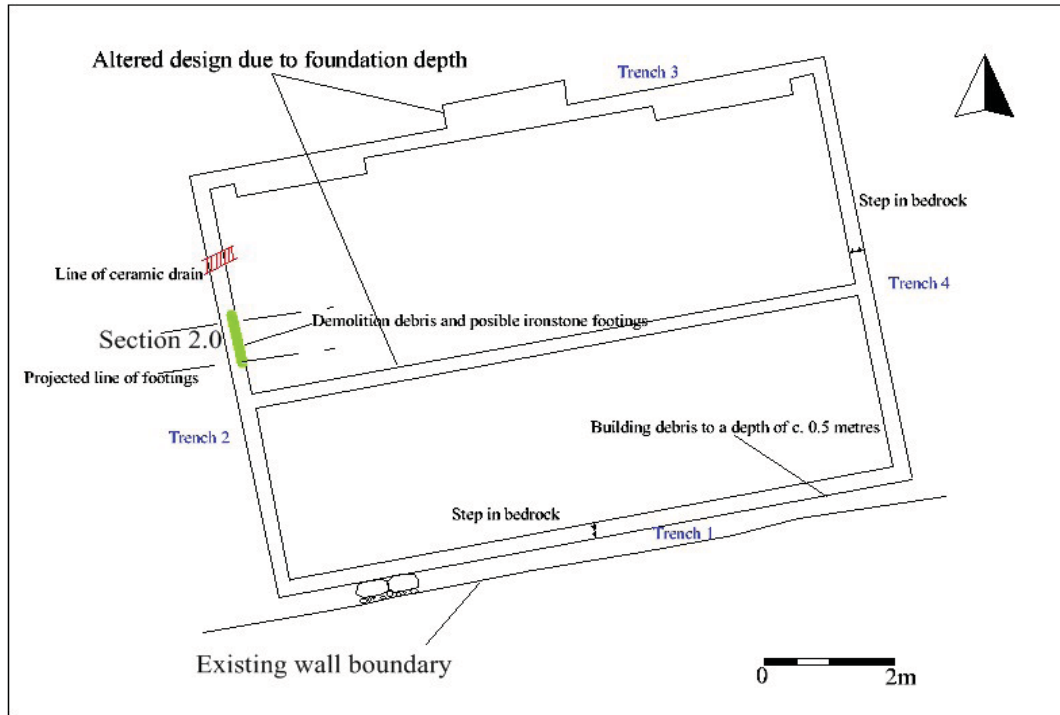 Altered design due to foundation depth
Trench 3
Step in bedrock
Line of ceramic drain
Trench 4
Demolition debris and posible ironstone footings
Section 2.0
Projected line of footings
Building debris to a depth of c. 0.5 metres
Trench 2
Step in bedrock
Trench 1
Existing wall boundary
0 2m